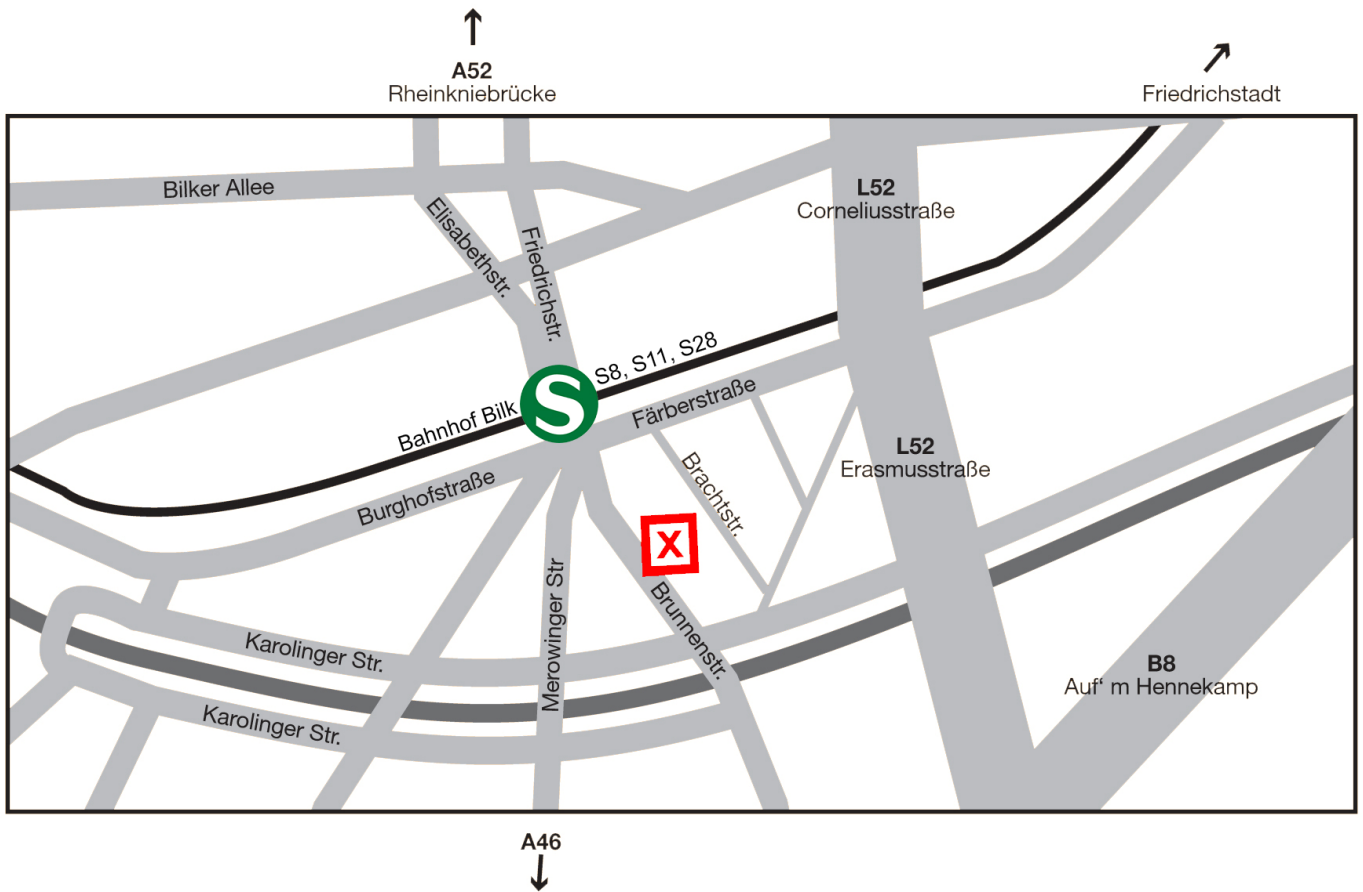 A52
Rheinkniebrücke
Friedrichstadt
Bilker Allee
L52
Corneliusstraße
Elisabethstr.
Friedrichstr.
S8, S11, S28
S
Bahnhof Bilk
Färberstraße
L52
Erasmusstraße
Burghofstraße
Brachtstr.
X
Merowinger Str
Brunnenstr.
Karolinger Str.
B8
Auf‘ m Hennekamp
Karolinger Str.
A46